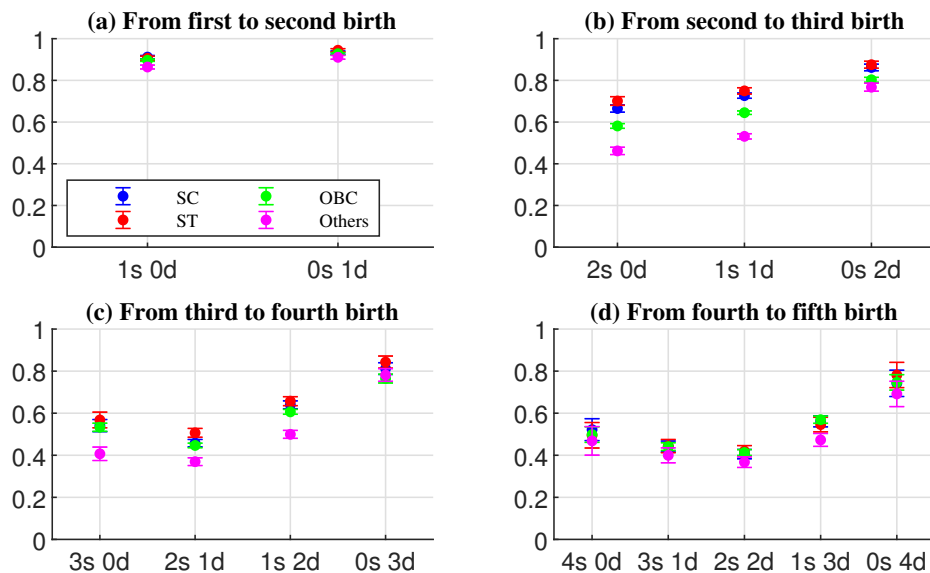 (a) From first to second birth
1
0.8
0.6
0.4
0.2
0
SC
OBC
ST
Others
1s 0d
0s 1d
(b) From second to third birth
1
0.8
0.6
0.4
0.2
0
2s 0d
1s 1d
0s 2d
(c) From third to fourth birth
1
0.8
0.6
0.4
0.2
0
3s 0d
2s 1d
1s 2d
0s 3d
(d) From fourth to fifth birth
1
0.8
0.6
0.4
0.2
0
4s 0d
3s 1d
2s 2d
1s 3d
0s 4d